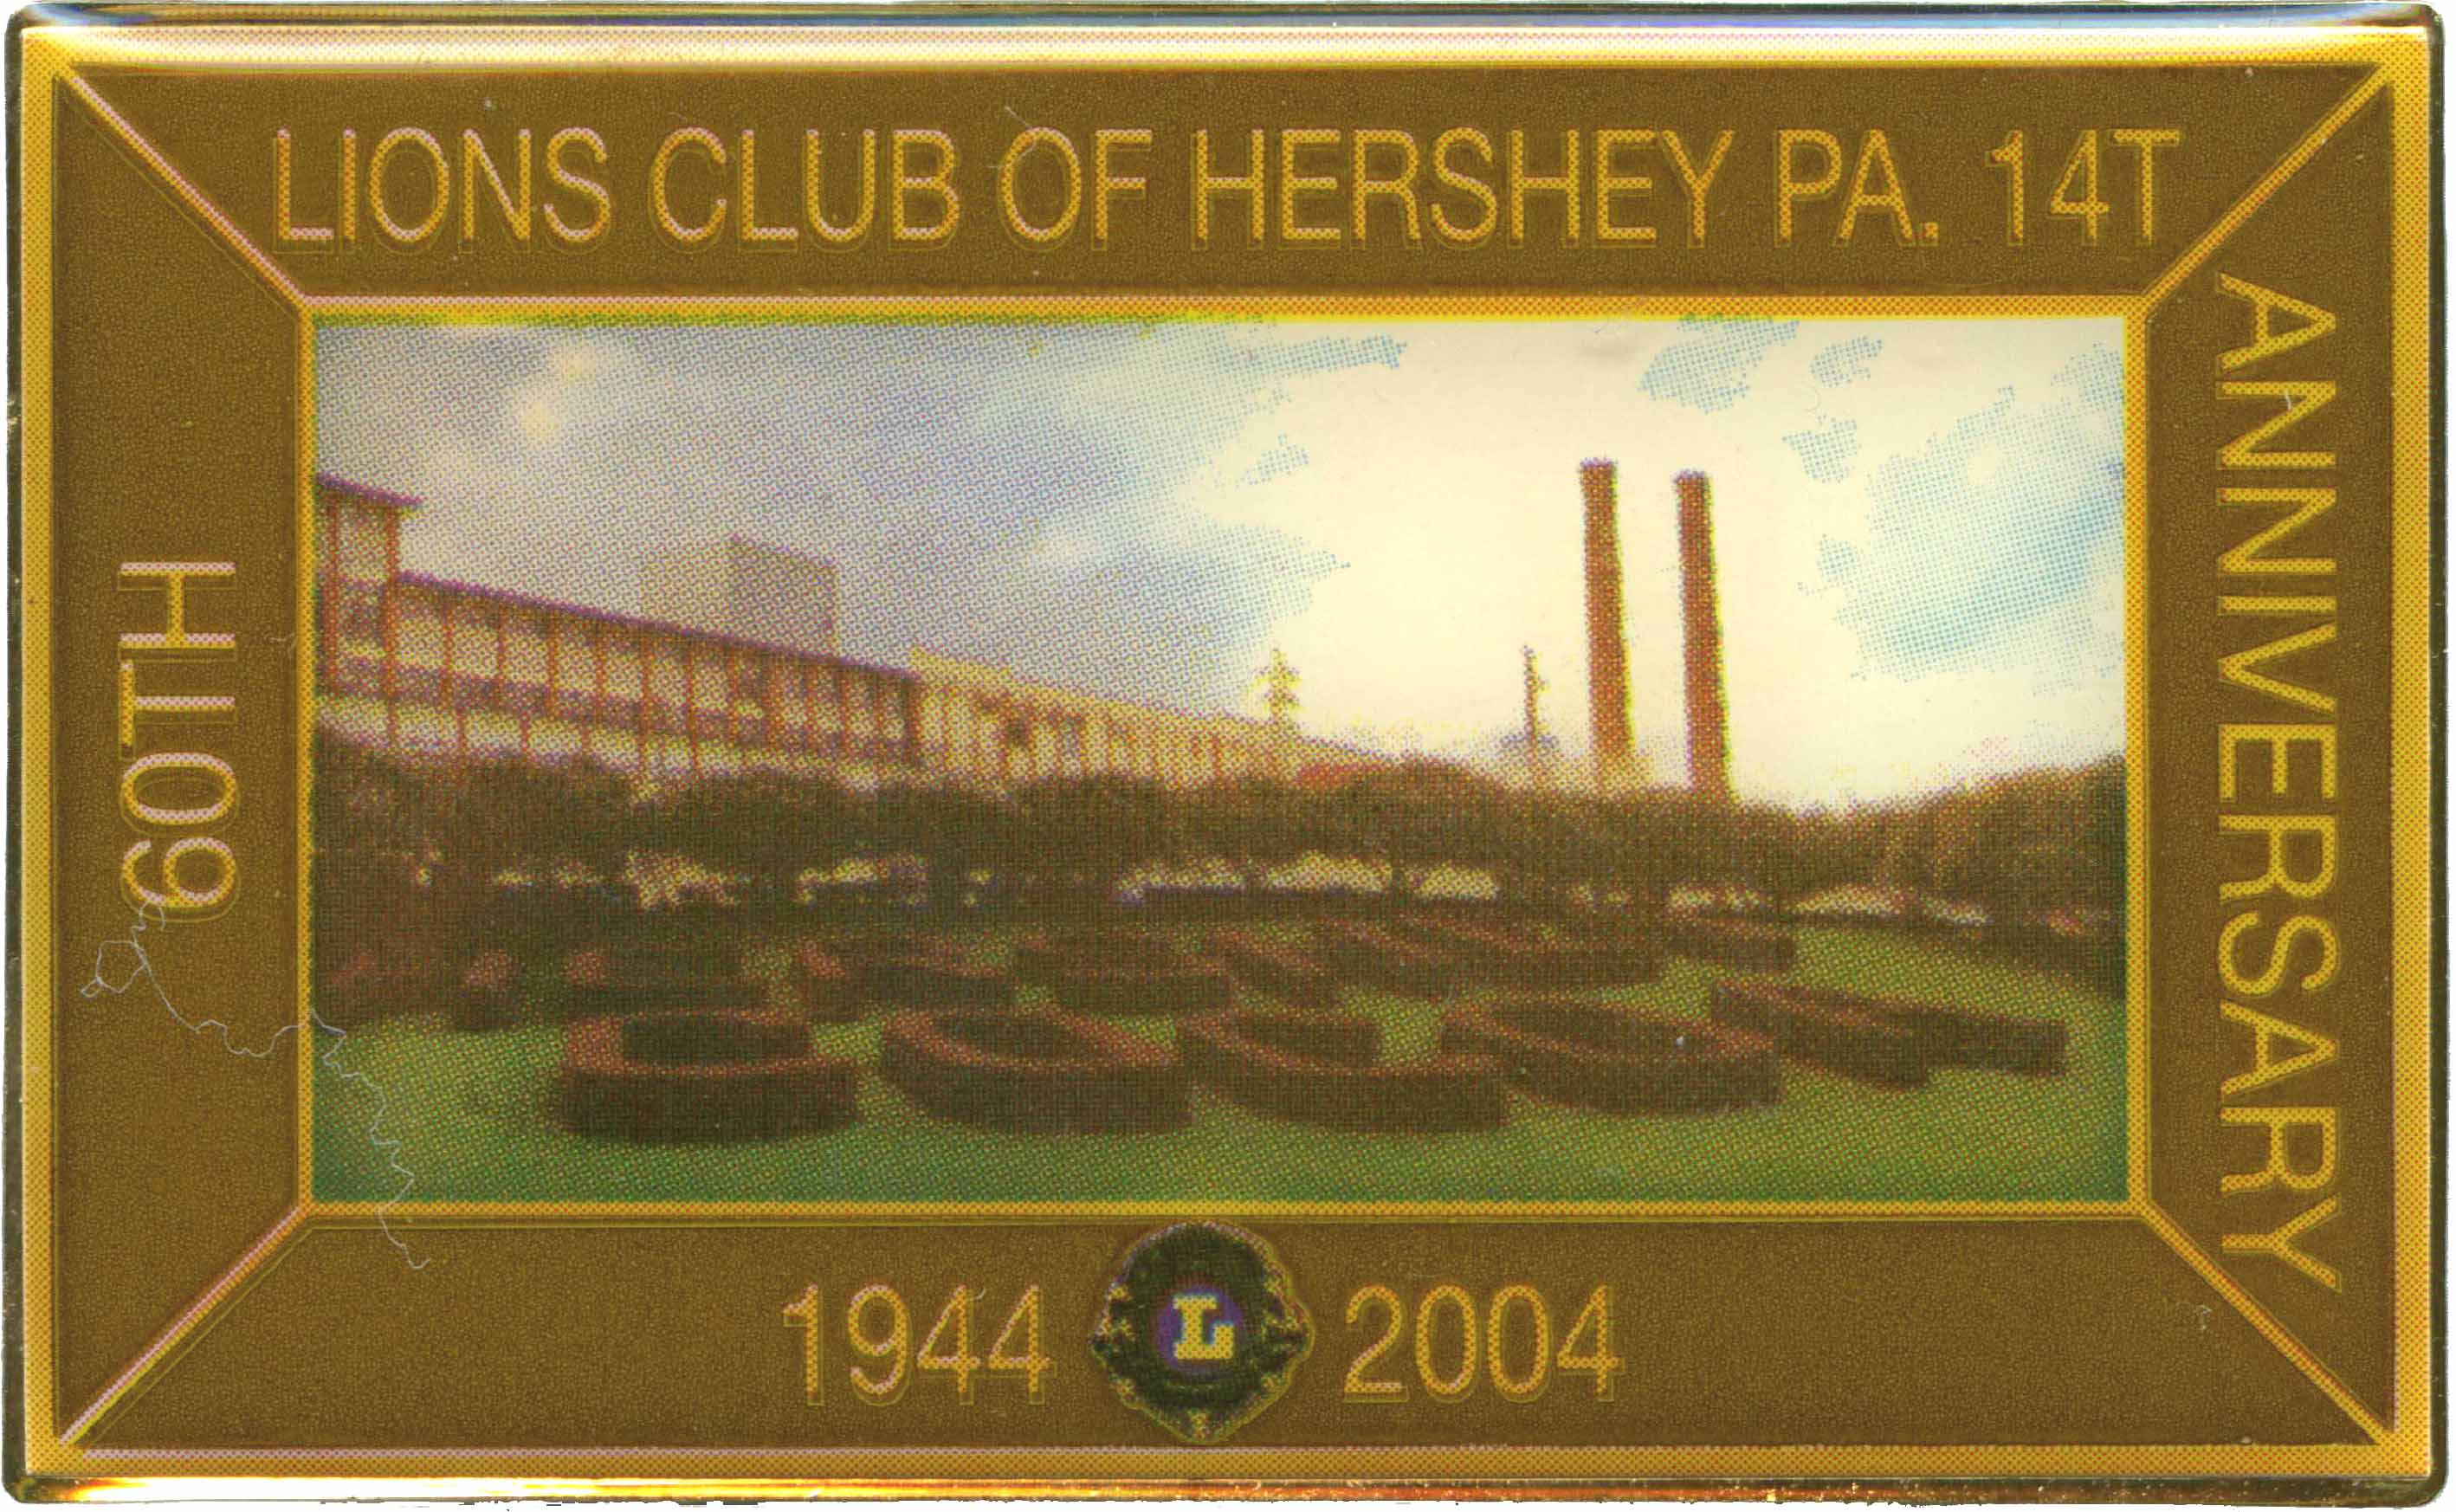 LIONS CLUB OF HERSHEY PA. 14T
60TH
ANNIVERSARY
1944 L 2004